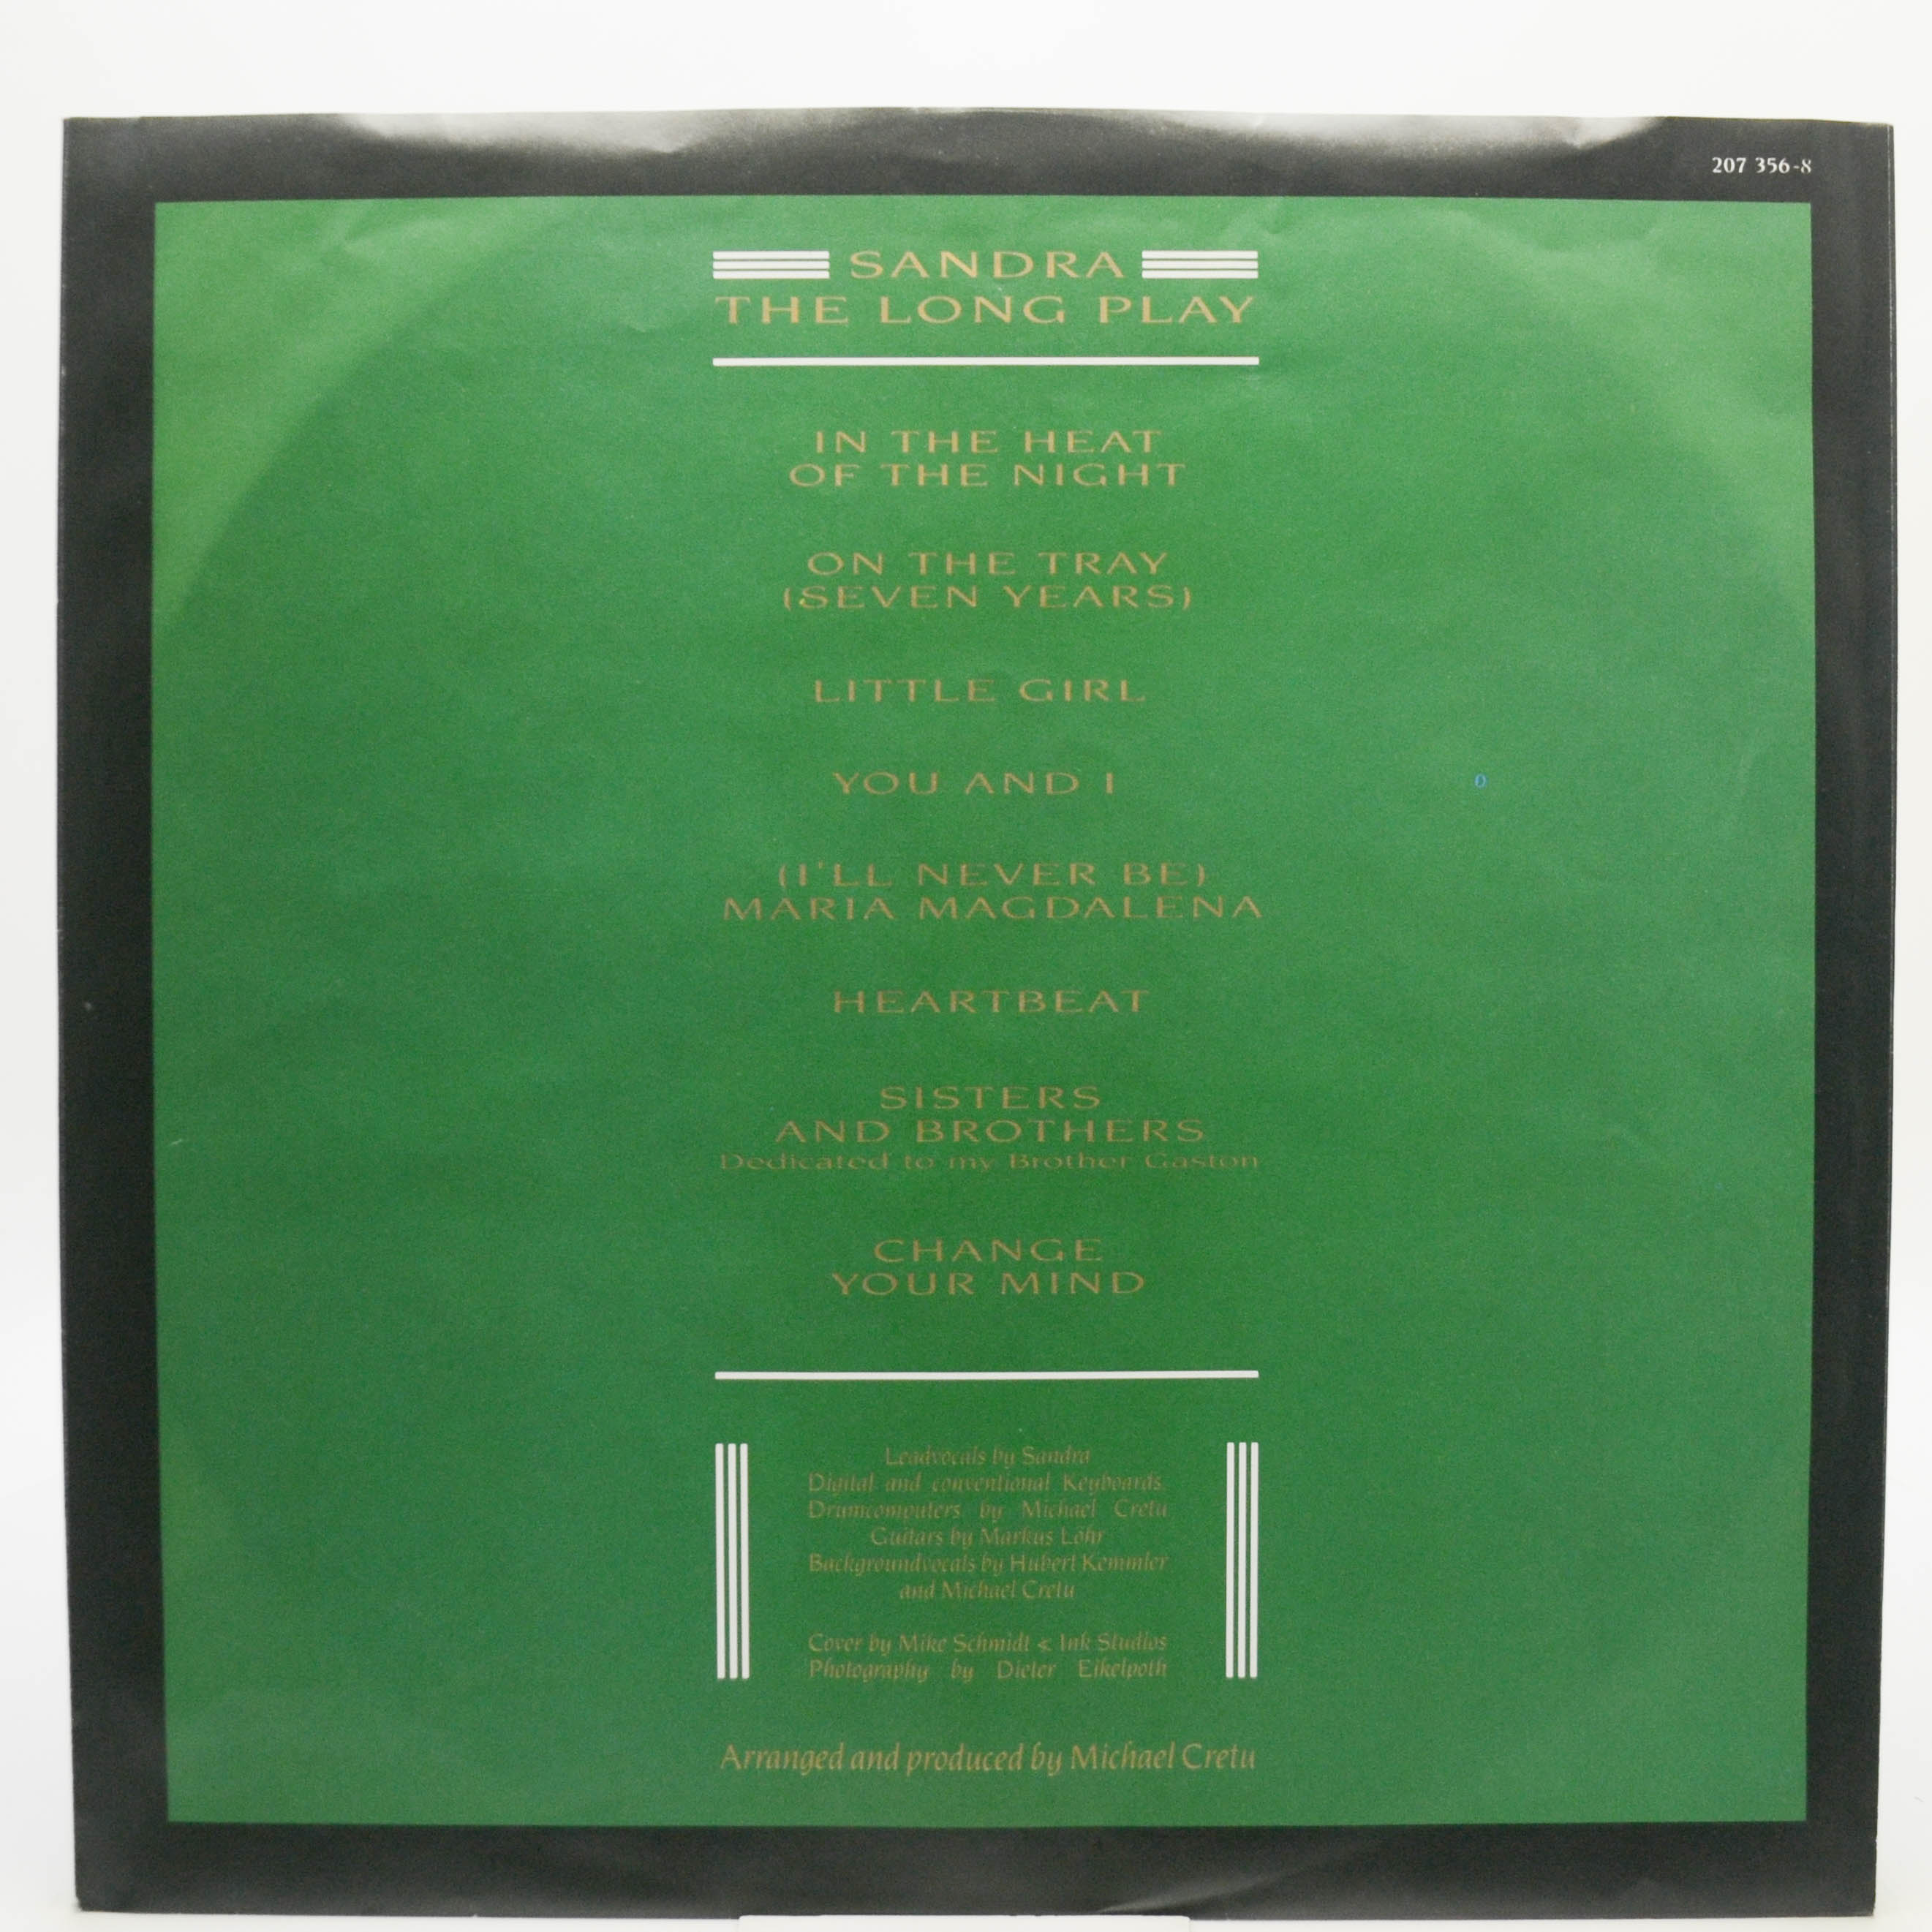 207 356-8
SANDRA
THE LONG PLAY
IN THE HEAT
OF THE NIGHT
ON THE TRAY
(SEVEN YEARS)
LITTLE GIRL
YOU AND I
(I'LL NEVER BE)
MARIA MAGDALENA
HEARTBEAT
SISTERS
AND BROTHERS
Dedicated to my Brother Gaston
CHANGE
YOUR MIND
Leadvocals by Sandra
Digital and conventional Keyboards,
Drumcomputers by Michael Cretu
Guitars by Markus Löhr
Backgroundvocals by Hubert Kemmler
and Michael Cretu
Cover by Mike Schmidt < Ink Studios
Photography by Dieter Eikelpoth
Arranged and produced by Michael Cretu